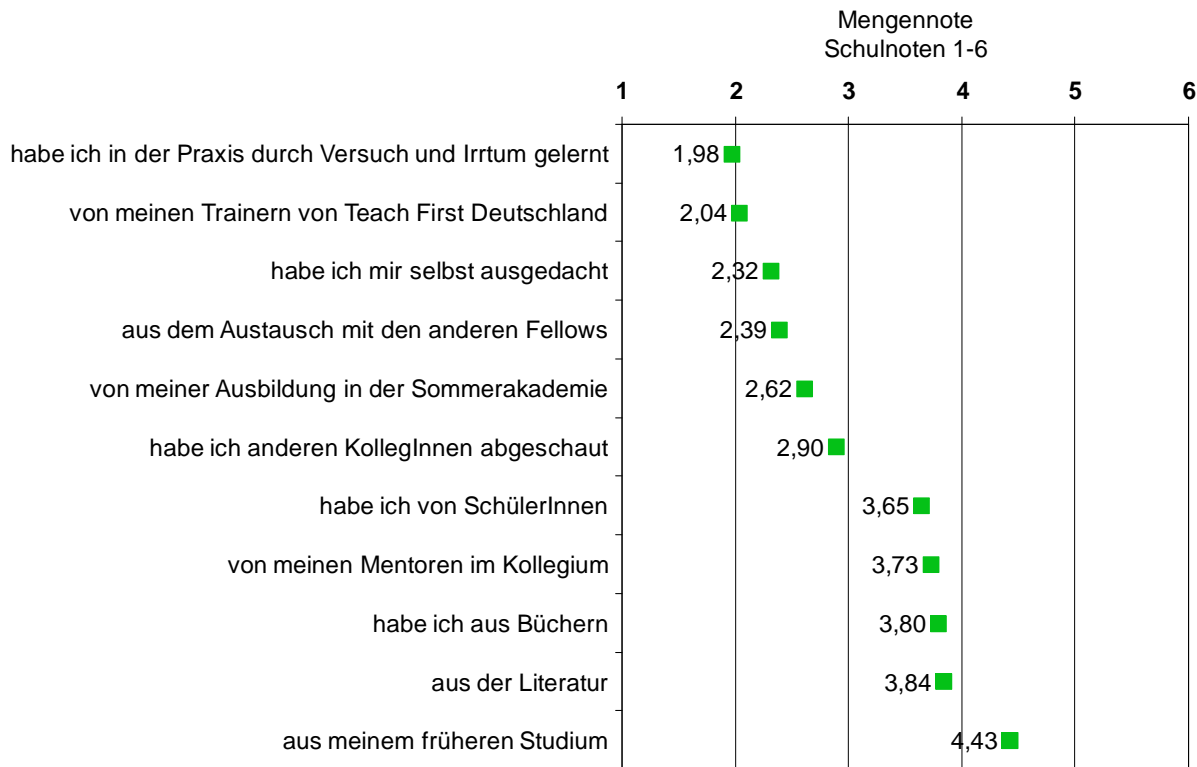 Mengennote
Schulnoten 1-6
1 2 3 4 5 6
habe ich in der Praxis durch Versuch und Irrtum gelernt 1,98
von meinen Trainern von Teach First Deutschland 2,04
habe ich mir selbst ausgedacht 2,32
aus dem Austausch mit den anderen Fellows 2,39
von meiner Ausbildung in der Sommerakademie 2,62
habe ich anderen KollegInnen abgeschaut 2,90
habe ich von SchülerInnen 3,65
von meinen Mentoren im Kollegium 3,73
habe ich aus Büchern 3,80
aus der Literatur 3,84
aus meinem früheren Studium 4,43